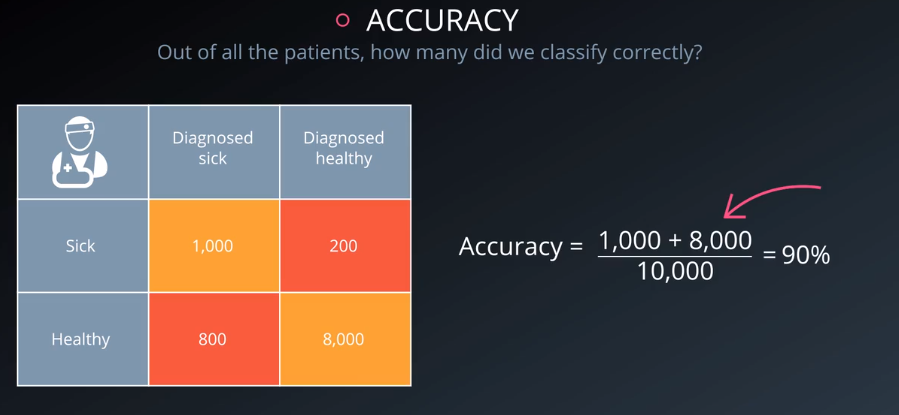 ACCURACY
Out of all the patients, how many did we classify correctly?
Diagnosed
sick
Diagnosed
healthy
Sick
1,000
200
Healthy
800
8,000
Accuracy = 1,000 + 8,000 = 90%
10,000